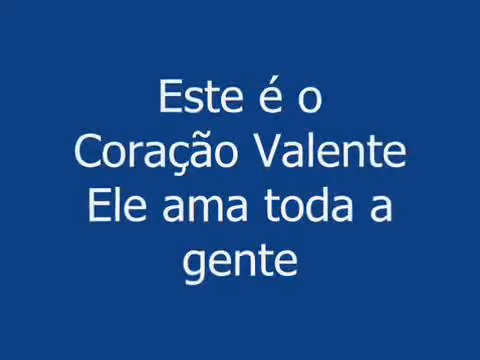 Este é o
Coração Valente
Ele ama toda a
gente